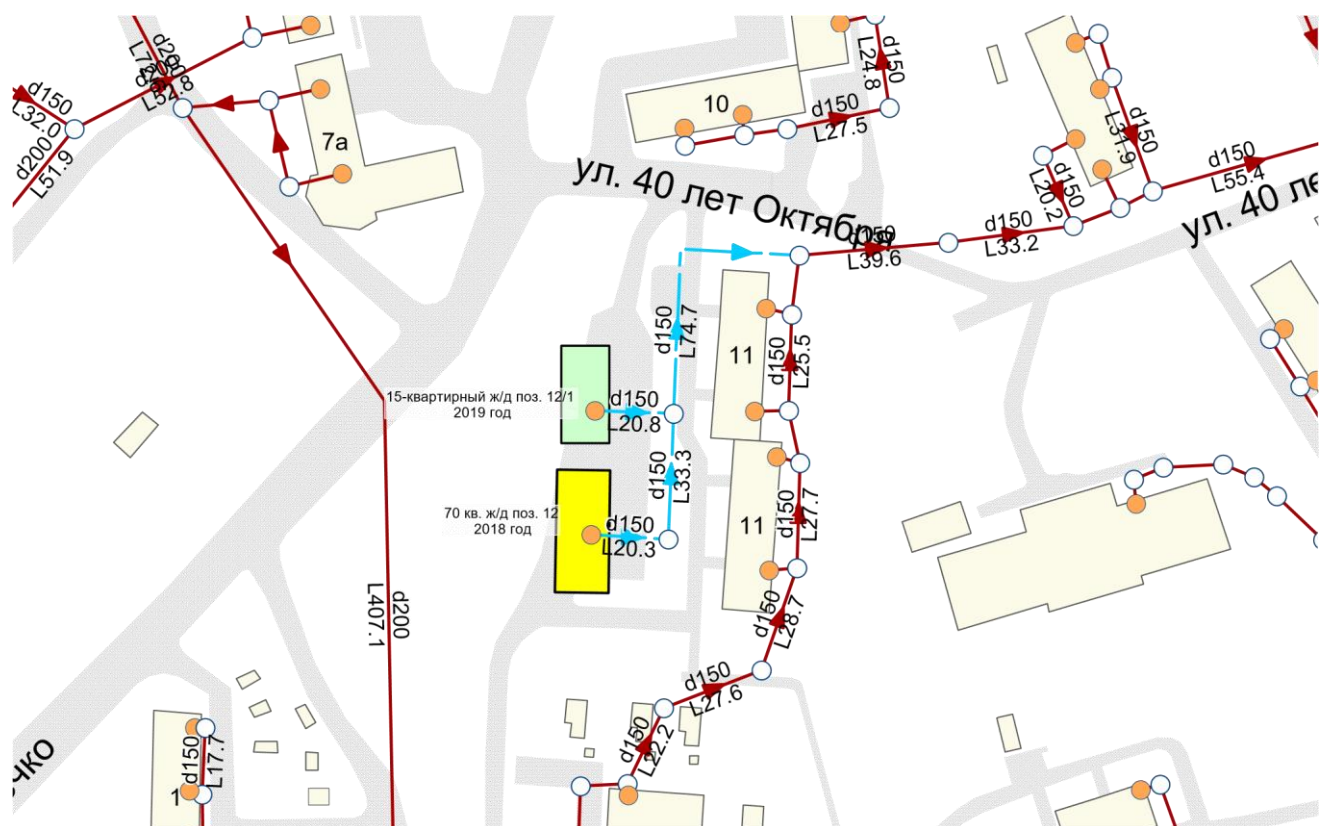 d200
d150
L32.0
L52.8
d200
L51.9
7а
10
d150
L27.5
d150
L24.8
d150
L31.9
d150
L20.2
d150
L55.4
ул. 40 лет Октября
ул. 40 ле
d150
L39.6
d150
L33.2
d150
L74.7
11
d150
L25.5
15-квартирный ж/д поз. 12/1
2019 год
d150
L20.8
d150
L33.3
70 кв. ж/д поз. 12
2018 год
d150
L20.3
11
d150
L27.7
d150
L28.7
d200
L407.1
d150
L27.6
d150
L22.2
чко
d150
L17.7
1